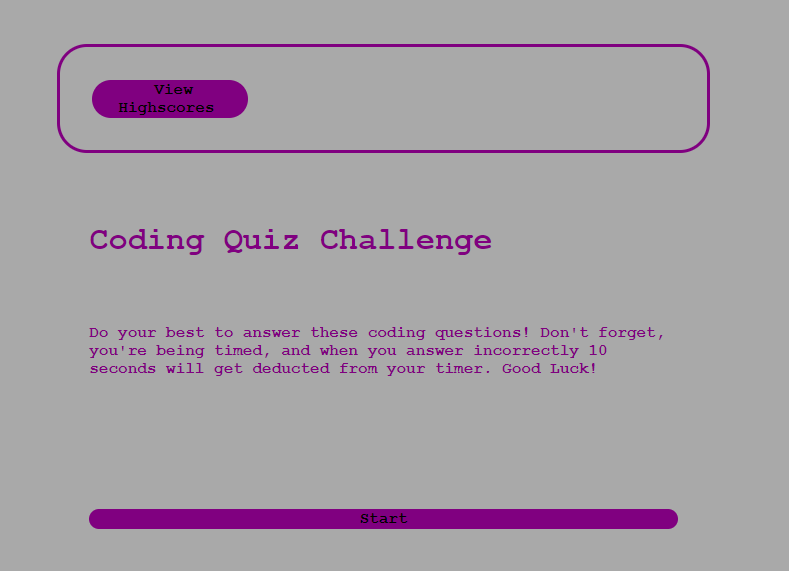 View
Highscores
Coding Quiz Challenge
Do your best to answer these coding questions! Don't forget,
you're being timed, and when you answer incorrectly 10
seconds will get deducted from your timer. Good Luck!
Start